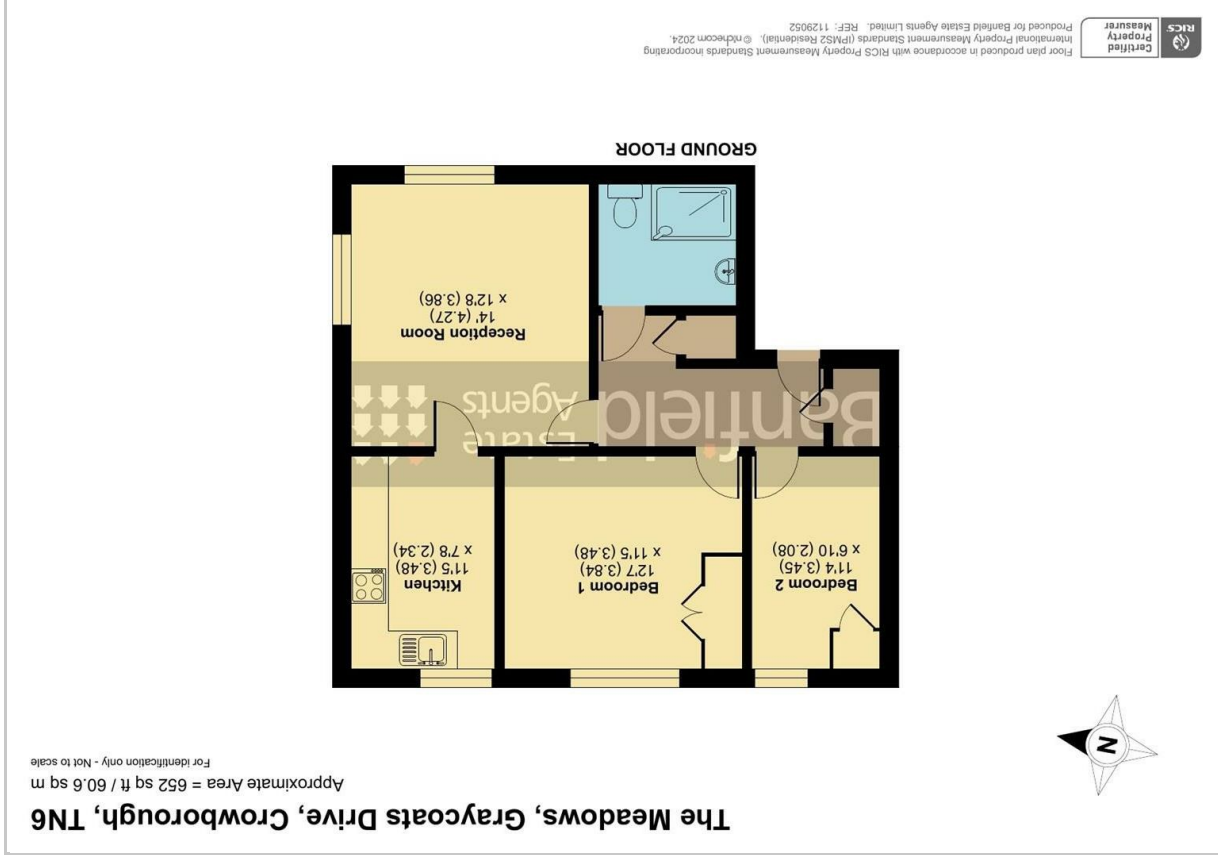 The Meadows, Graycoats Drive, Crowborough, TN6
Approximate Area = 652 sq ft / 60.6 sq m
For identification only - Not to scale
N
Bedroom 2
11'4 (3.45)
x 6'10 (2.08)
Bedroom 1
12'7 (3.84)
x 11'5 (3.48)
Kitchen
11'5 (3.48)
x 7'8 (2.34)
Banfield
Estate
Agents
Reception Room
14' (4.27)
x 12'8 (3.86)
GROUND FLOOR
RICS
Certified
Property
Measurer
Floor plan produced in accordance with RICS Property Measurement Standards incorporating
International Property Measurement Standards (IPMS2 Residential). ©nichecom 2024.
Produced for Banfield Estate Agents Limited. REF: 1129052